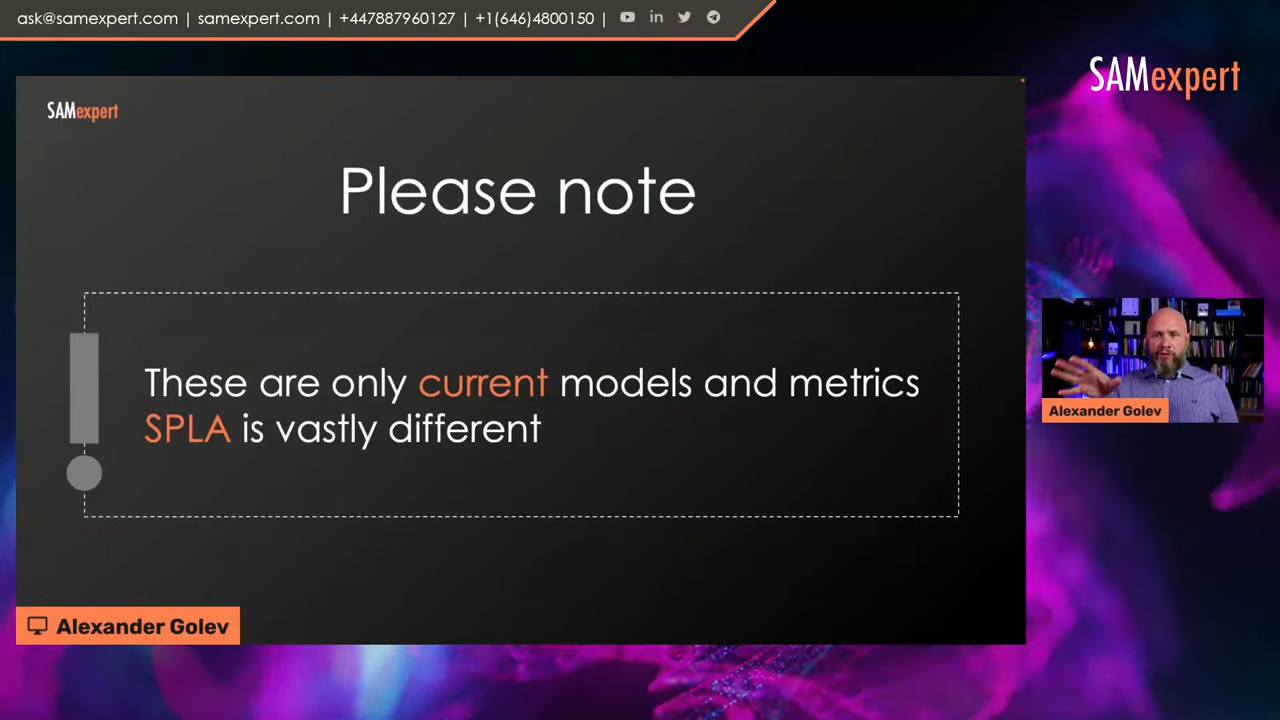 ask@samexpert.com | samexpert.com | +447887960127 | +1(646)4800150 |
SAMexpert
SAMexpert
Please note
These are only current models and metrics
SPLA is vastly different
Alexander Golev
Alexander Golev